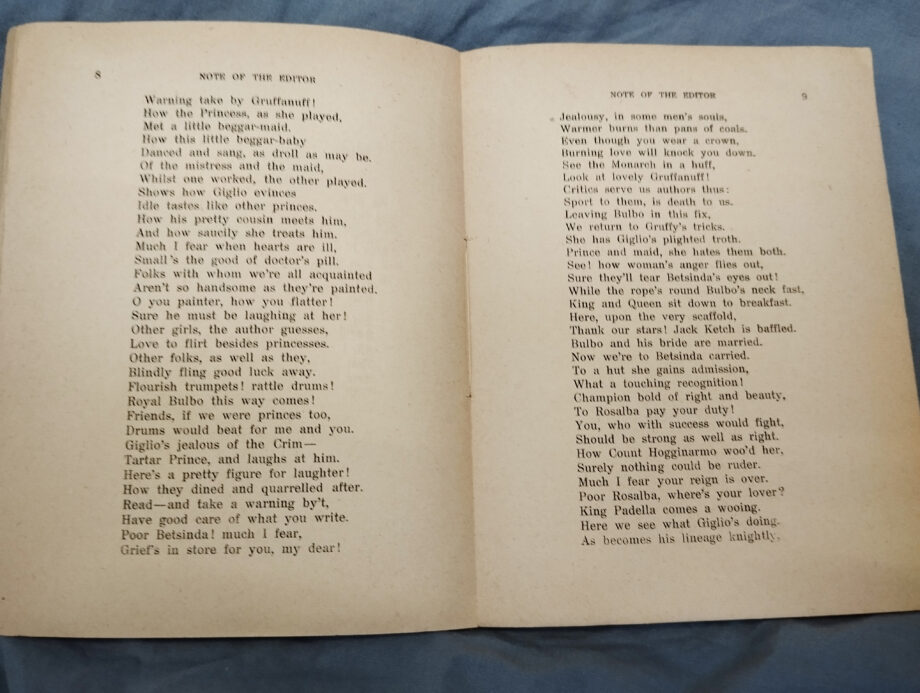 8 NOTE OF THE EDITOR
Warning take by Gruffanuff!
How the Princess, as she played,
Met a little beggar-maid.
How this little beggar-baby
Danced and sang, as droll as may be.
Of the mistress and the maid,
Whilst one worked, the other played.
Shows how Giglio evinces
Idle tastes like other princes.
How his pretty cousin meets him,
And how saucily she treats him.
Much I fear when hearts are ill,
Small's the good of doctor's pill.
Folks with whom we're all acquainted
Aren't so handsome as they're painted.
O you painter, how you flatter!
Sure he must be laughing at her!
Other girls, the author guesses,
Love to flirt besides princesses.
Other folks, as well as they,
Blindly fling good luck away.
Flourish trumpets! rattle drums!
Royal Bulbo this way comes!
Friends, if we were princes too,
Drums would beat for me and you.
Giglio's jealous of the Crim—
Tartar Prince, and laughs at him.
Here's a pretty figure for laughter!
How they dined and quarrelled after.
Read—and take a warning by't,
Have good care of what you write.
Poor Betsinda! much I fear,
Grief's in store for you, my dear!
NOTE OF THE EDITOR 9
Jealousy, in some men's souls,
Warmer burns than pans of coals.
Even though you wear a crown,
Burning love will knock you down.
See the Monarch in a huff,
Look at lovely Gruffanuff!
Critics serve us authors thus:
Sport to them, is death to us.
Leaving Bulbo in this fix,
We return to Gruffy's tricks.
She has Giglio's plighted troth.
Prince and maid, she hates them both.
See! how woman's anger flies out,
Sure they'll tear Betsinda's eyes out!
While the rope's round Bulbo's neck fast,
King and Queen sit down to breakfast.
Here, upon the very scaffold,
Thank our stars! Jack Ketch is baffled.
Bulbo and his bride are married.
Now we're to Betsinda carried.
To a hut she gains admission,
What a touching recognition!
Champion bold of right and beauty,
To Rosalba pay your duty!
You, who with success would fight,
Should be strong as well as right.
How Count Hogginarmo woo'd her,
Surely nothing could be ruder.
Much I fear your reign is over.
Poor Rosalba, where's your lover?
King Padella comes a wooing.
Here we see what Giglio's doing.
As becomes his lineage knightly.